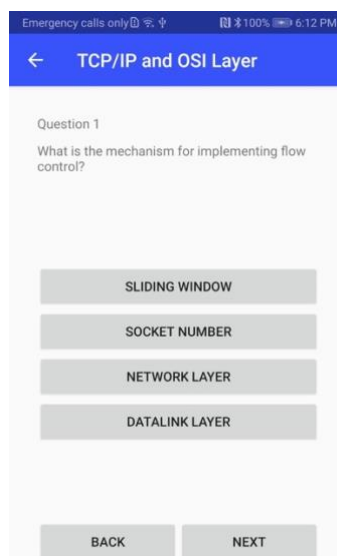 Emergency calls only 100% 6:12 PM
TCP/IP and OSI Layer
Question 1
What is the mechanism for implementing flow
control?
SLIDING WINDOW
SOCKET NUMBER
NETWORK LAYER
DATALINK LAYER
BACK NEXT